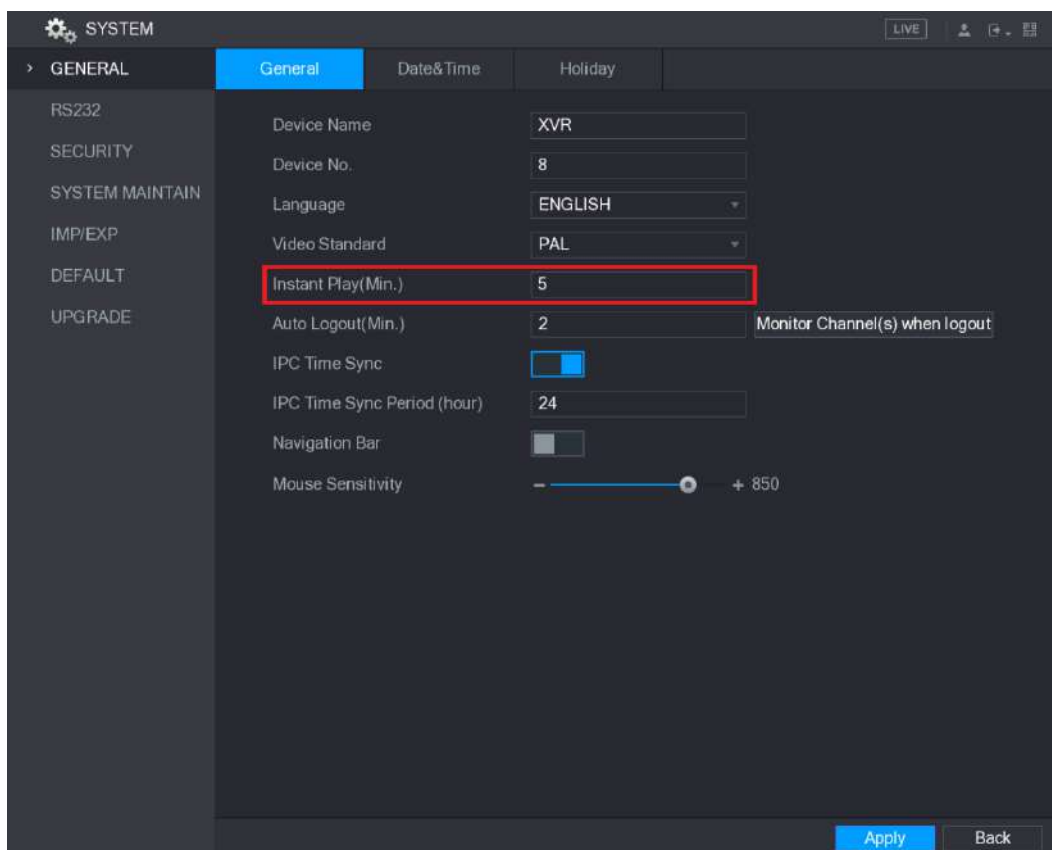 SYSTEM
LIVE
> GENERAL
General Date&Time Holiday
RS232
SECURITY
SYSTEM MAINTAIN
IMP/EXP
DEFAULT
UPGRADE
Device Name XVR
Device No. 8
Language ENGLISH
Video Standard PAL
Instant Play(Min.) 5
Auto Logout(Min.) 2 Monitor Channel(s) when logout
IPC Time Sync
IPC Time Sync Period (hour) 24
Navigation Bar
Mouse Sensitivity − + 850
Apply Back